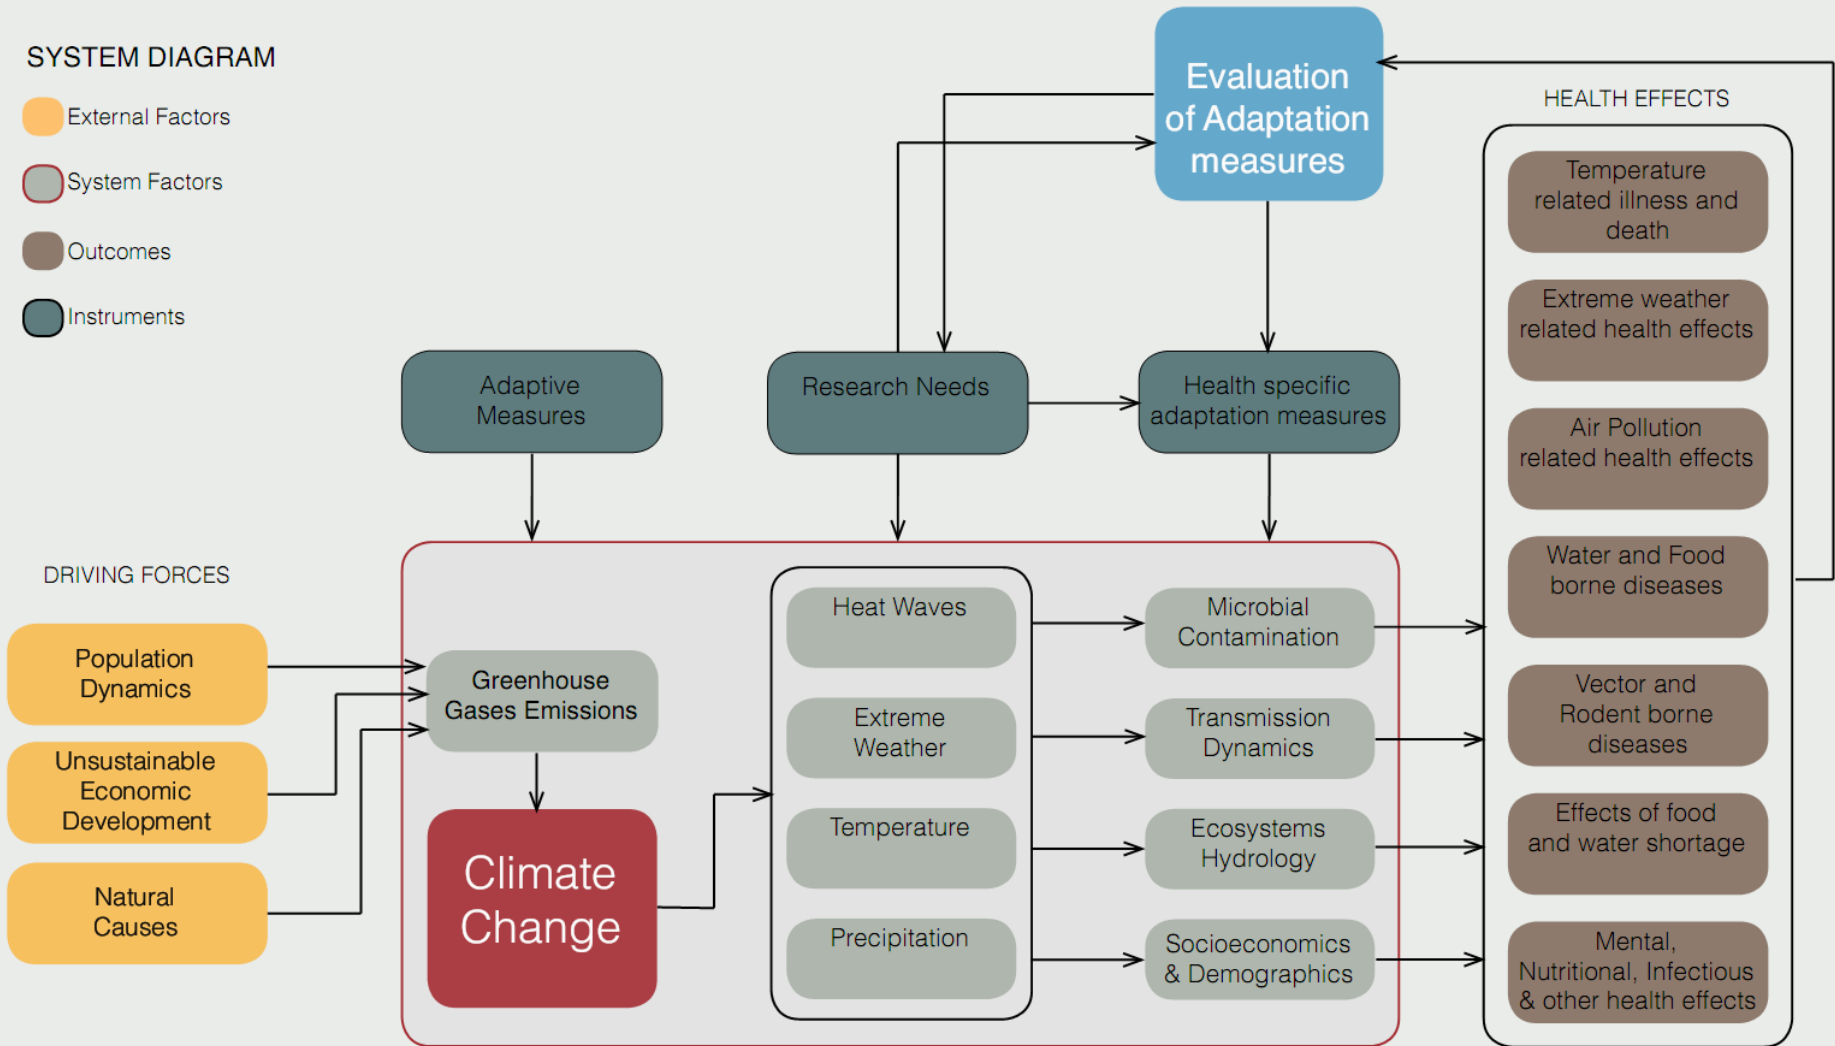 SYSTEM DIAGRAM
External Factors
System Factors
Outcomes
Instruments
Evaluation
of Adaptation
measures
HEALTH EFFECTS
Temperature
related illness and
death
Extreme weather
related health effects
Air Pollution
related health effects
Water and Food
borne diseases
Vector and
Rodent borne
diseases
Effects of food
and water shortage
Mental,
Nutritional, Infectious
& other health effects
Adaptive
Measures
Research Needs
Health specific
adaptation measures
DRIVING FORCES
Population
Dynamics
Unsustainable
Economic
Development
Natural
Causes
Greenhouse
Gases Emissions
Climate
Change
Heat Waves
Extreme
Weather
Temperature
Precipitation
Microbial
Contamination
Transmission
Dynamics
Ecosystems
Hydrology
Socioeconomics
& Demographics